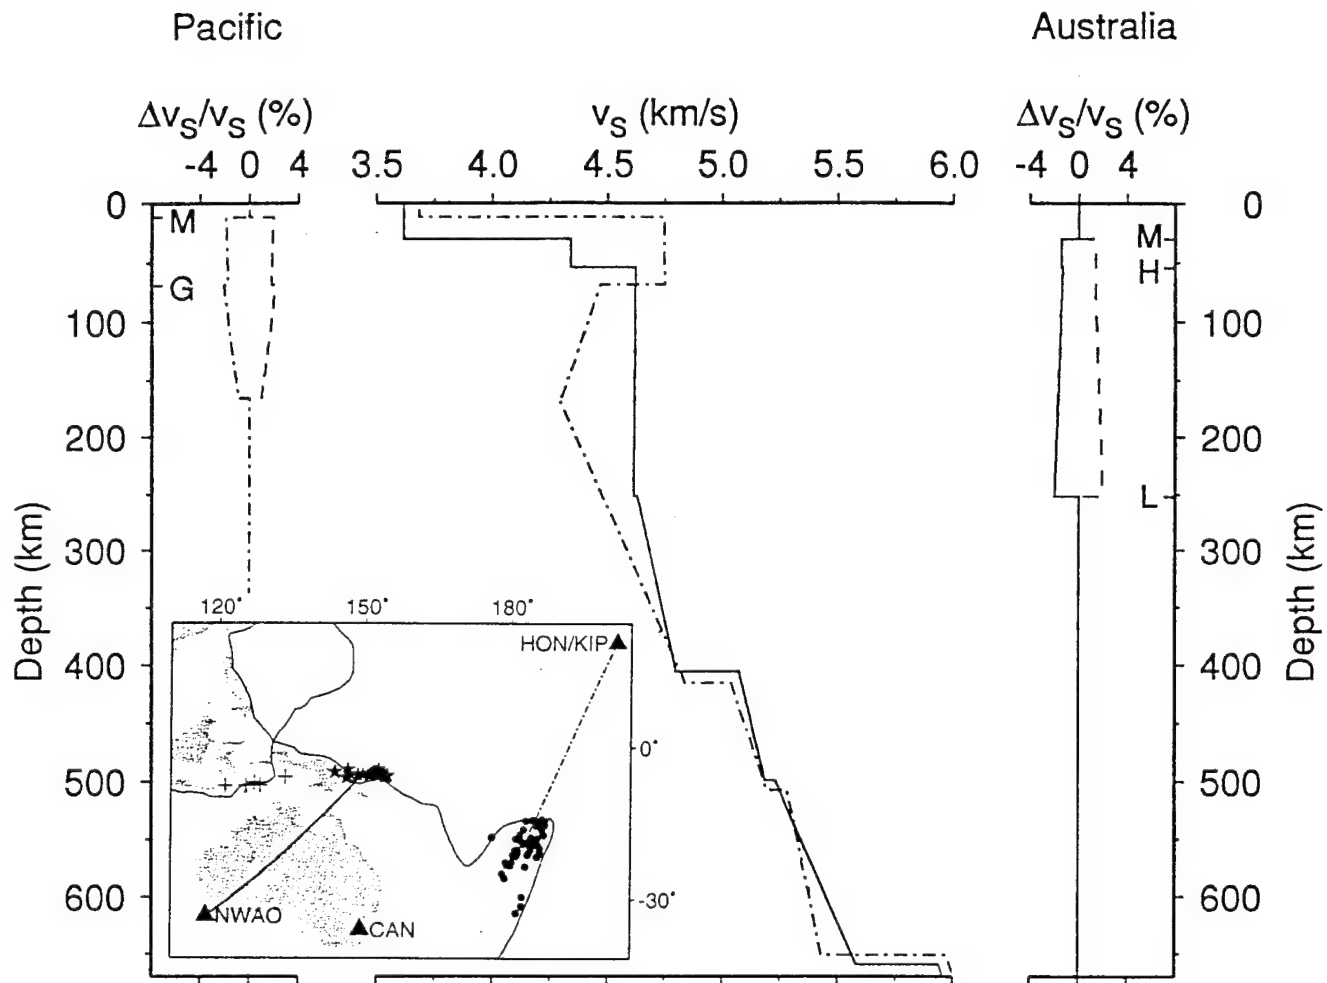 Pacific
Australia
Δv_S/v_S (%)
v_S (km/s)
Δv_S/v_S (%)
-4 0 4
3.5 4.0 4.5 5.0 5.5 6.0
-4 0 4
0
100
200
300
400
500
600
Depth (km)
M
G
M
H
L
0
100
200
300
400
500
600
Depth (km)
120°
150°
180°
HON/KIP
0°
-30°
NWAO
CAN